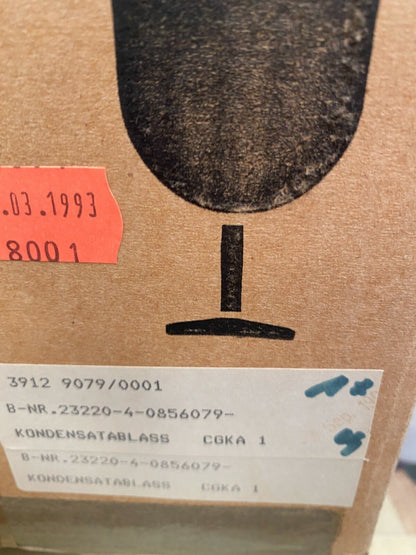 .03.1993
8001
3912 9079/0001
B-NR.23220-4-0856079-
KONDENSATABLASS CGKA 1
B-NR.23220-4-0856079-
KONDENSATABLASS CGKA 1